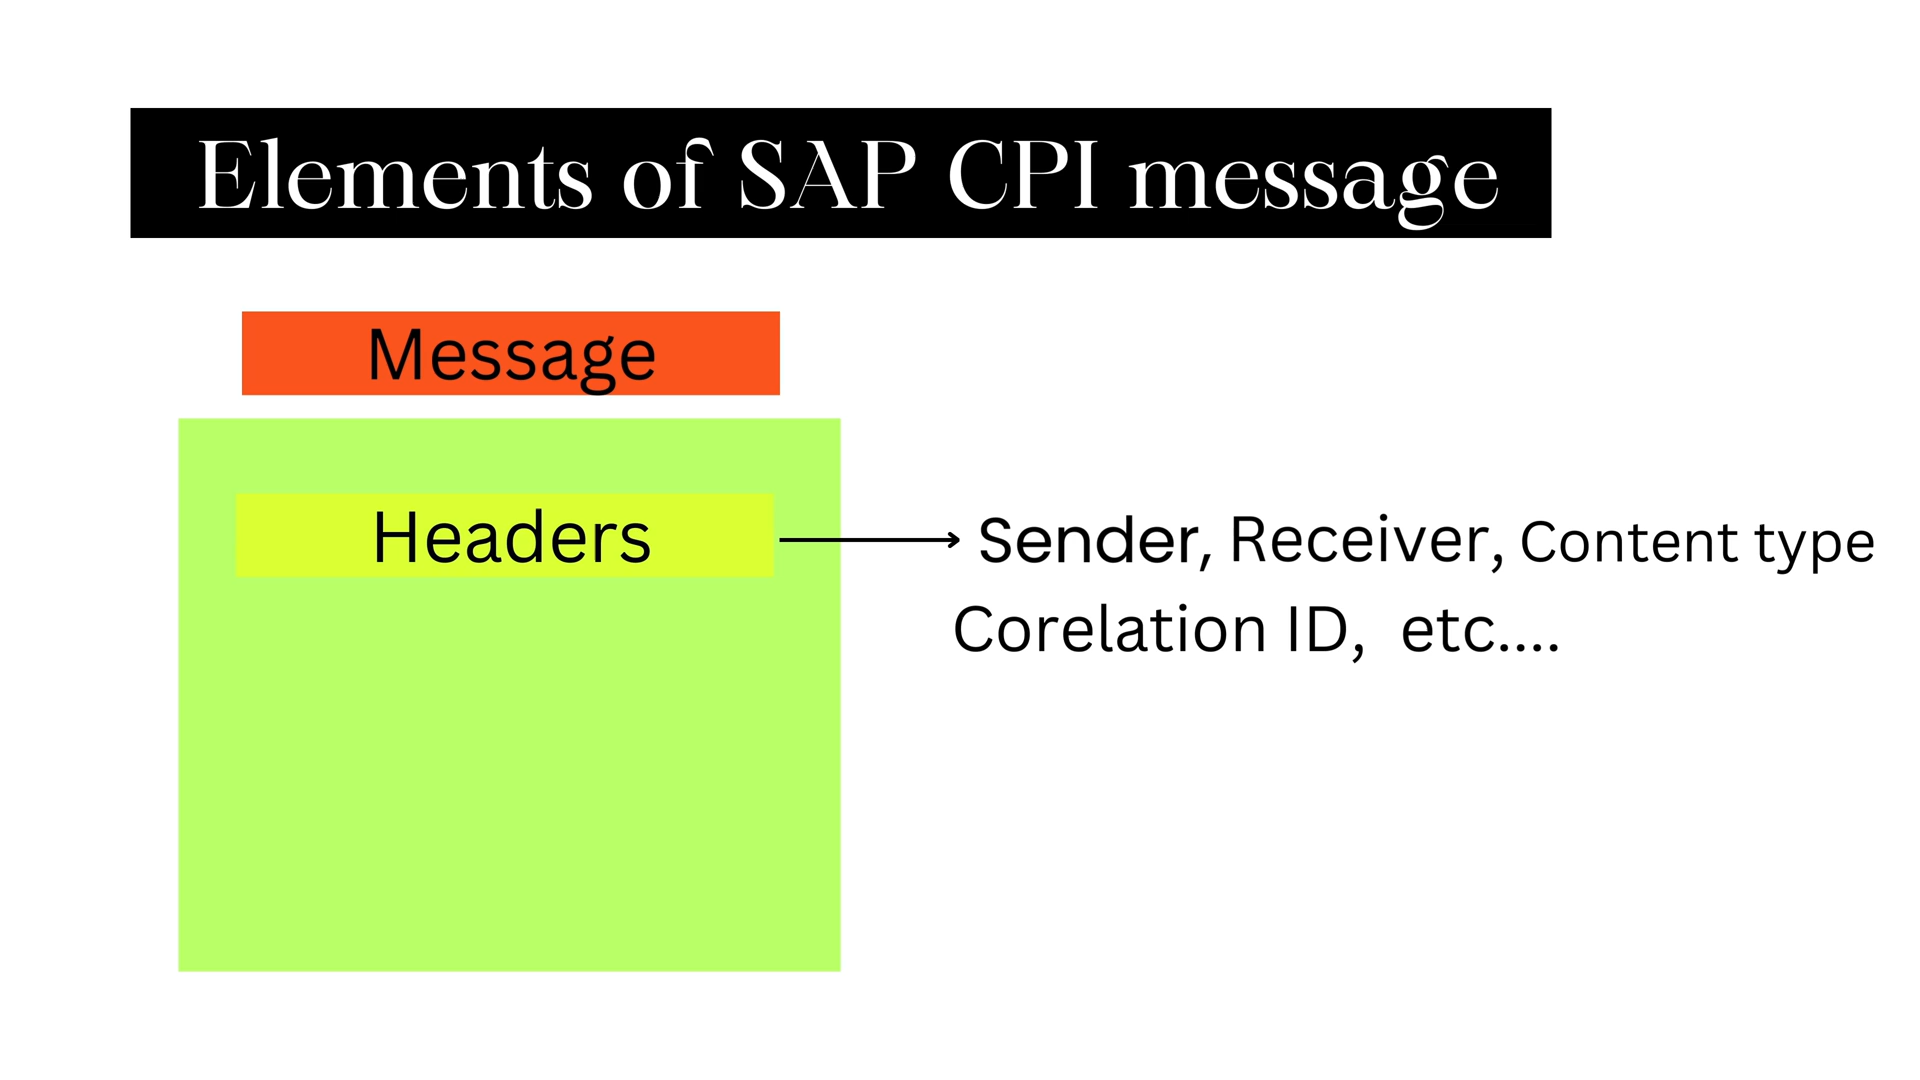 Elements of SAP CPI message
Message
Headers
Sender, Receiver, Content type
Corelation ID, etc....